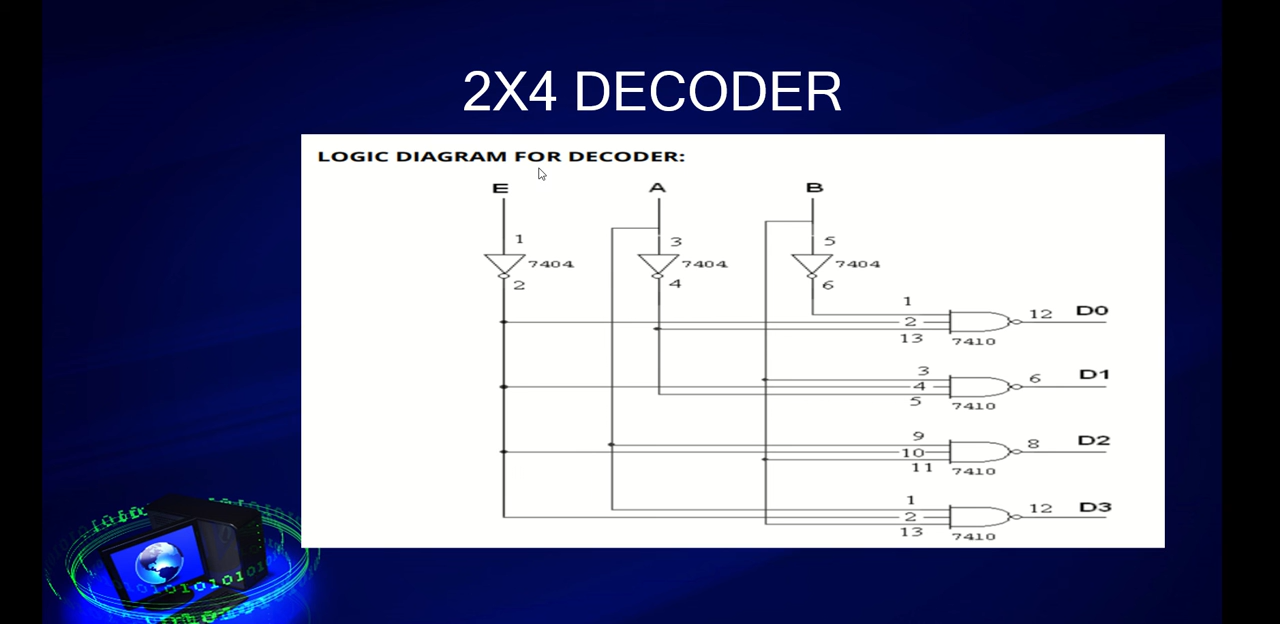 2X4 DECODER
LOGIC DIAGRAM FOR DECODER:
E A B
1 3 5
7404 7404 7404
2 4 6
1
2 12 D0
13 7410
3 D1
4 6
5 7410
9 D2
10 8
11 7410
1
2 12 D3
13 7410